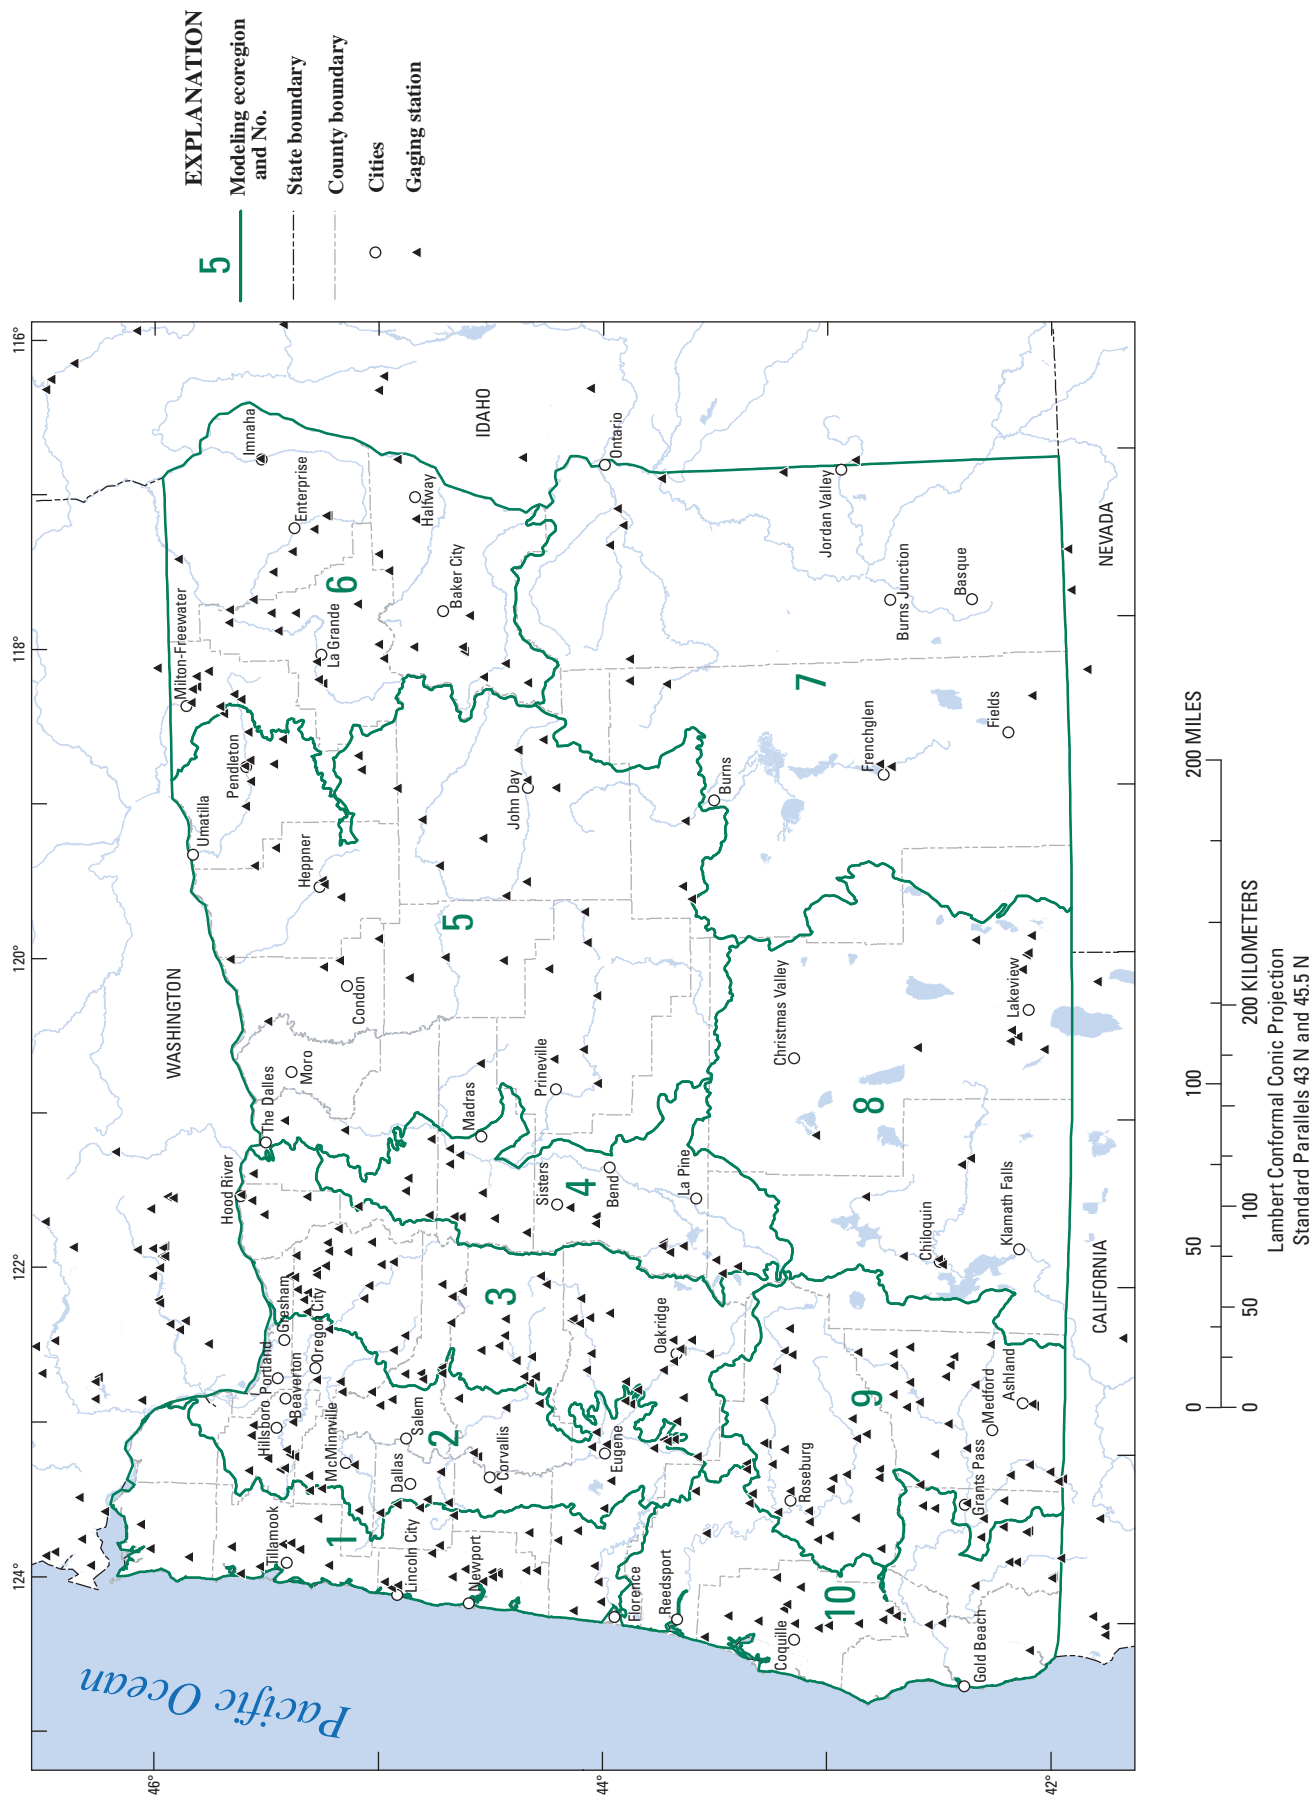 EXPLANATION
5
Modeling ecoregion
and No.
State boundary
County boundary
Cities
Gaging station
124°
122°
120°
118°
116°
46°
44°
42°
Pacific Ocean
WASHINGTON
IDAHO
NEVADA
CALIFORNIA
1
2
3
4
5
6
7
8
9
10
Tillamook
Hillsboro
Portland
Beaverton
Gresham
Oregon City
McMinnville
Dallas
Salem
Lincoln City
Newport
Corvallis
Eugene
Florence
Reedsport
Oakridge
Coquille
Roseburg
Gold Beach
Grants Pass
Medford
Ashland
Hood River
The Dalles
Moro
Condon
Madras
Prineville
Sisters
Bend
La Pine
Christmas Valley
Chiloquin
Klamath Falls
Lakeview
Umatilla
Pendleton
Heppner
Milton-Freewater
La Grande
Enterprise
Imnaha
Halfway
Baker City
John Day
Burns
Ontario
Jordan Valley
Burns Junction
Basque
Frenchglen
Fields
0
50
100
200 MILES
0
50
100
200 KILOMETERS
Lambert Conformal Conic Projection
Standard Parallels 43 N and 45.5 N